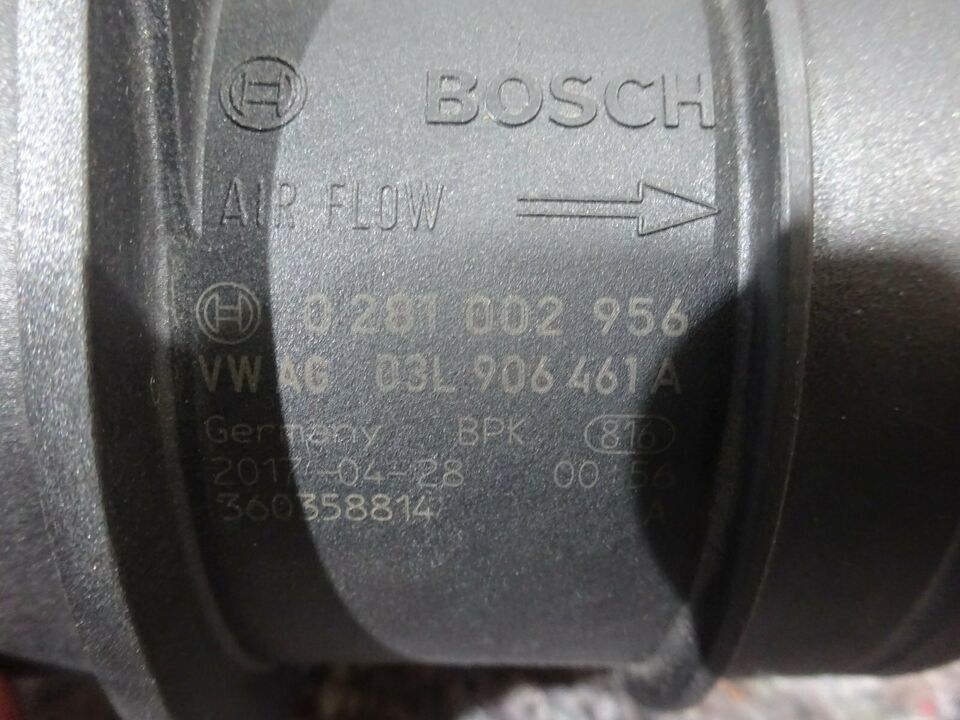 BOSCH
AIR FLOW
0 281 002 956
VW AG 03L 906 461 A
Germany BPK 816
2017-04-28 00:56
360358814 A